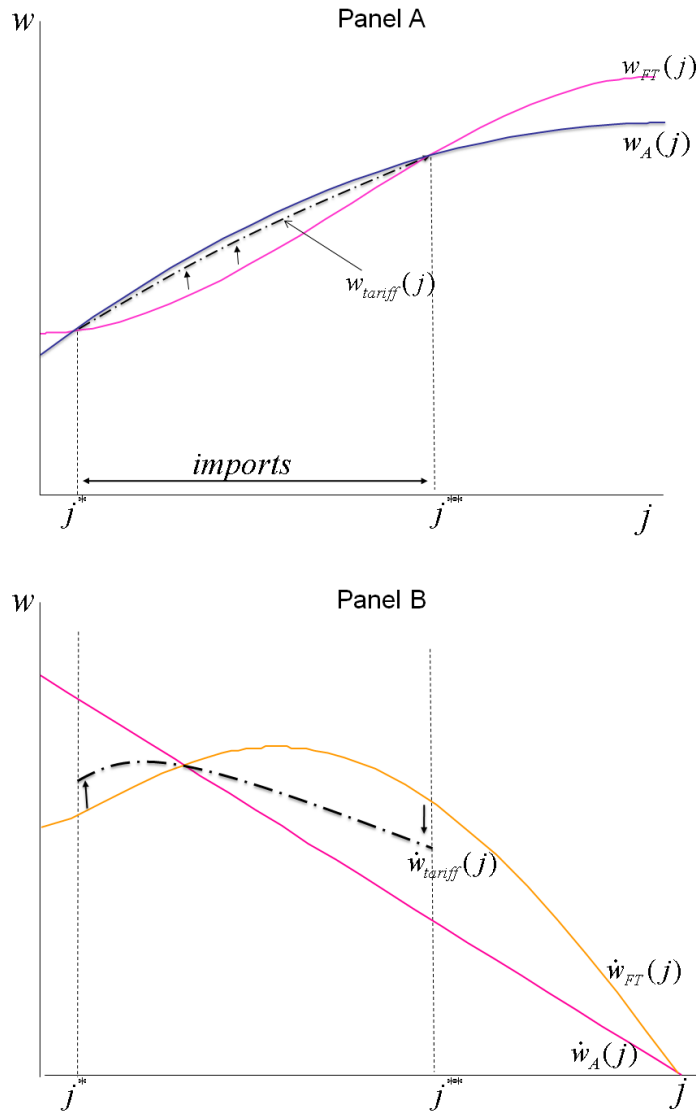 w
Panel A
w_FT(j)
w_A(j)
w_tariff(j)
imports
j** j*** j
w
Panel B
ẇ_tariff(j)
ẇ_FT(j)
ẇ_A(j)
j** j*** j